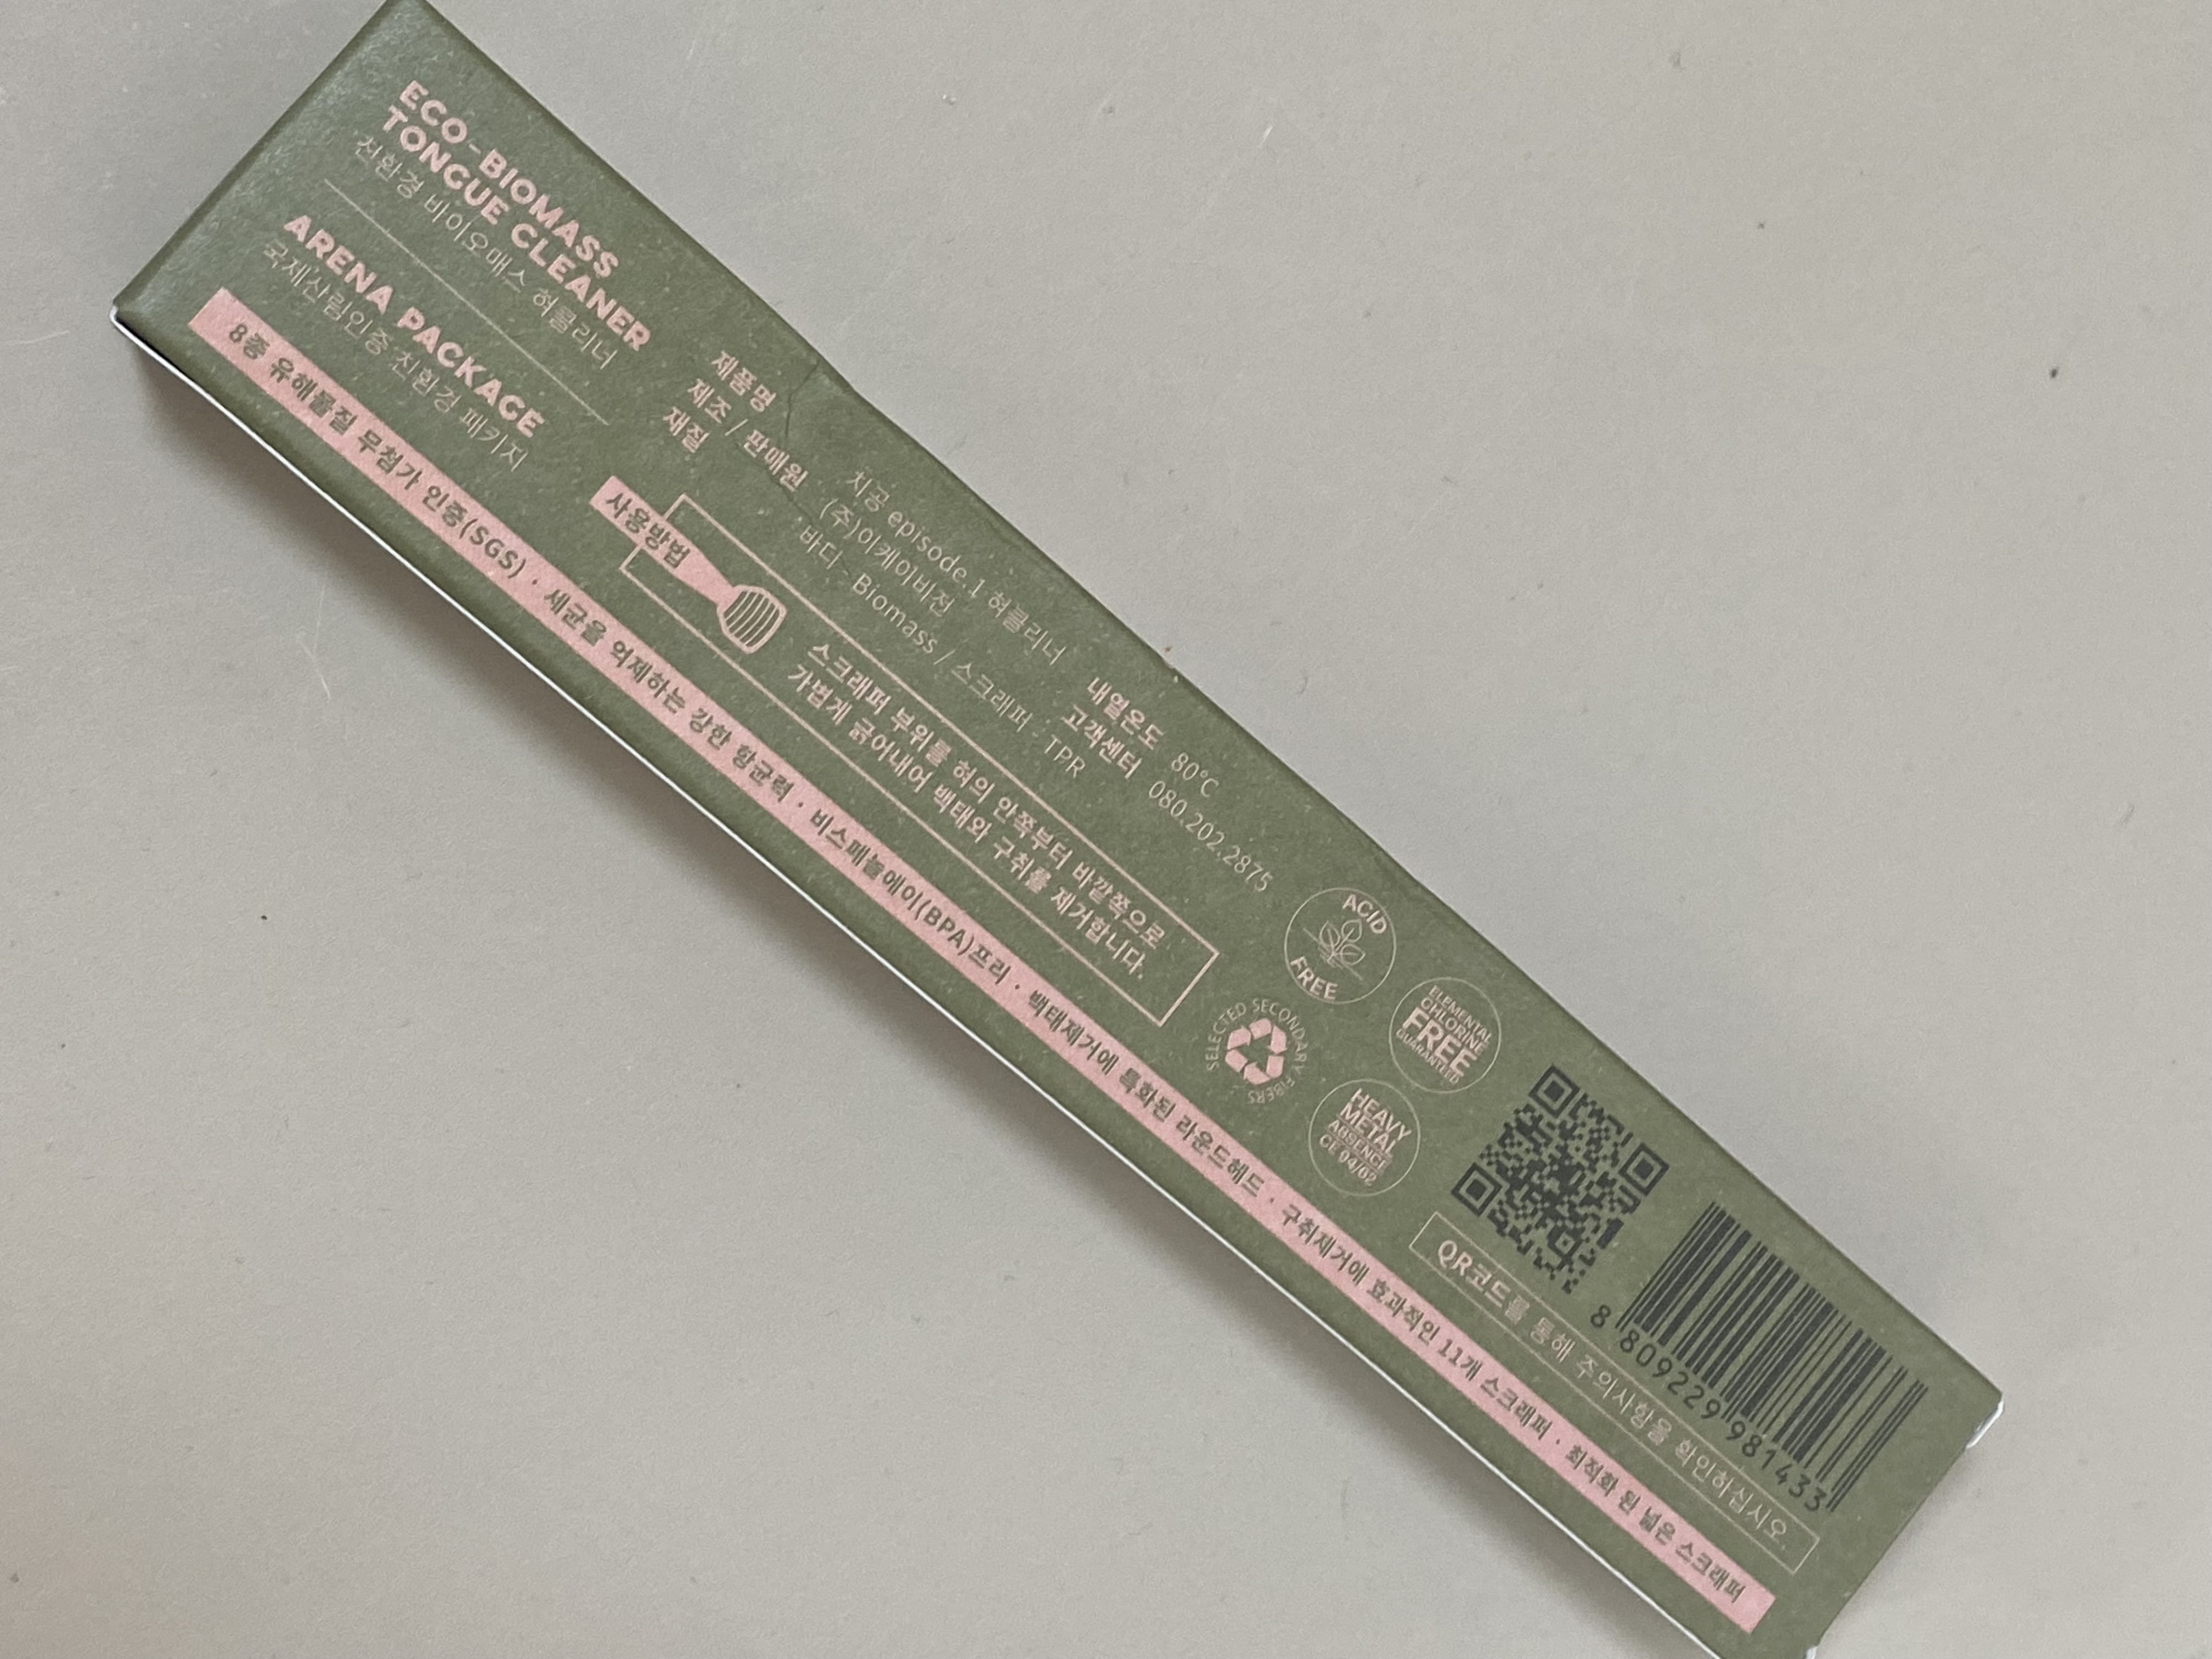 ECO-BIOMASS
TONGUE CLEANER
친환경 바이오매스 혀클리너
ARENA PACKAGE
국제산림인증 친환경 패키지
제품명 치공 episode.1 혀클리너
제조 / 판매원 (주)이케이비전
재질 바디 - Biomass / 스크래퍼 - TPR
내열온도 80℃
고객센터 080.202.2875
사용방법
스크래퍼 부위를 혀의 안쪽부터 바깥쪽으로
가볍게 긁어내어 백태와 구취를 제거합니다.
ACID
FREE
ELEMENTAL
CHLORINE
FREE
GUARANTEED
SELECTED SECONDARY FIBERS
HEAVY
METAL
ABSENCE
CE 94/62
QR코드를 통해 주의사항을 확인하십시오.
8 809229 981433
8종 유해물질 무첨가 인증(SGS) · 세균을 억제하는 강한 항균력 · 비스페놀에이(BPA)프리 · 백태제거에 특화된 라운드헤드 · 구취제거에 효과적인 11개 스크래퍼 · 최적화 된 넓은 스크래퍼